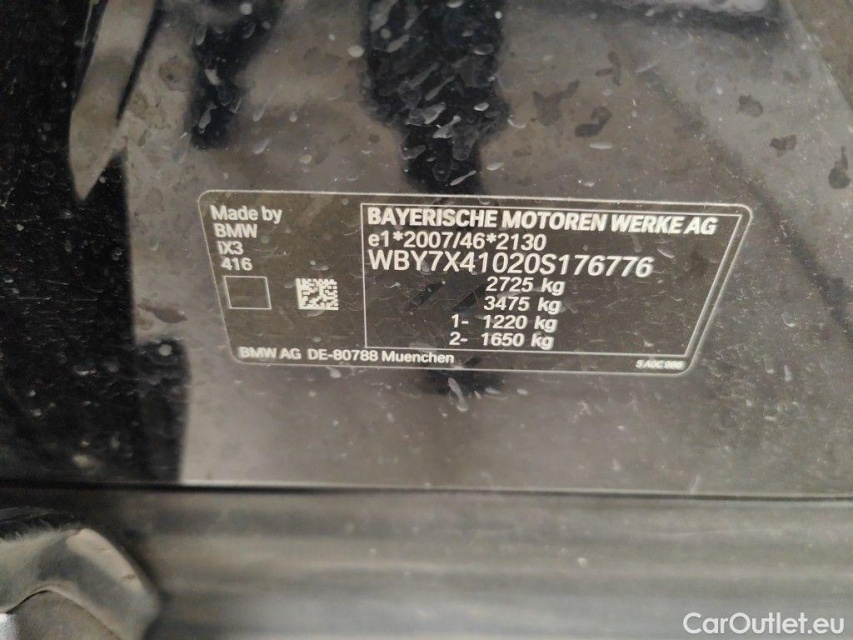 Made by
BMW
iX3
416
BAYERISCHE MOTOREN WERKE AG
e1*2007/46*2130
WBY7X41020S176776
2725 kg
3475 kg
1- 1220 kg
2- 1650 kg
BMW AG DE-80788 Muenchen
CarOutlet.eu